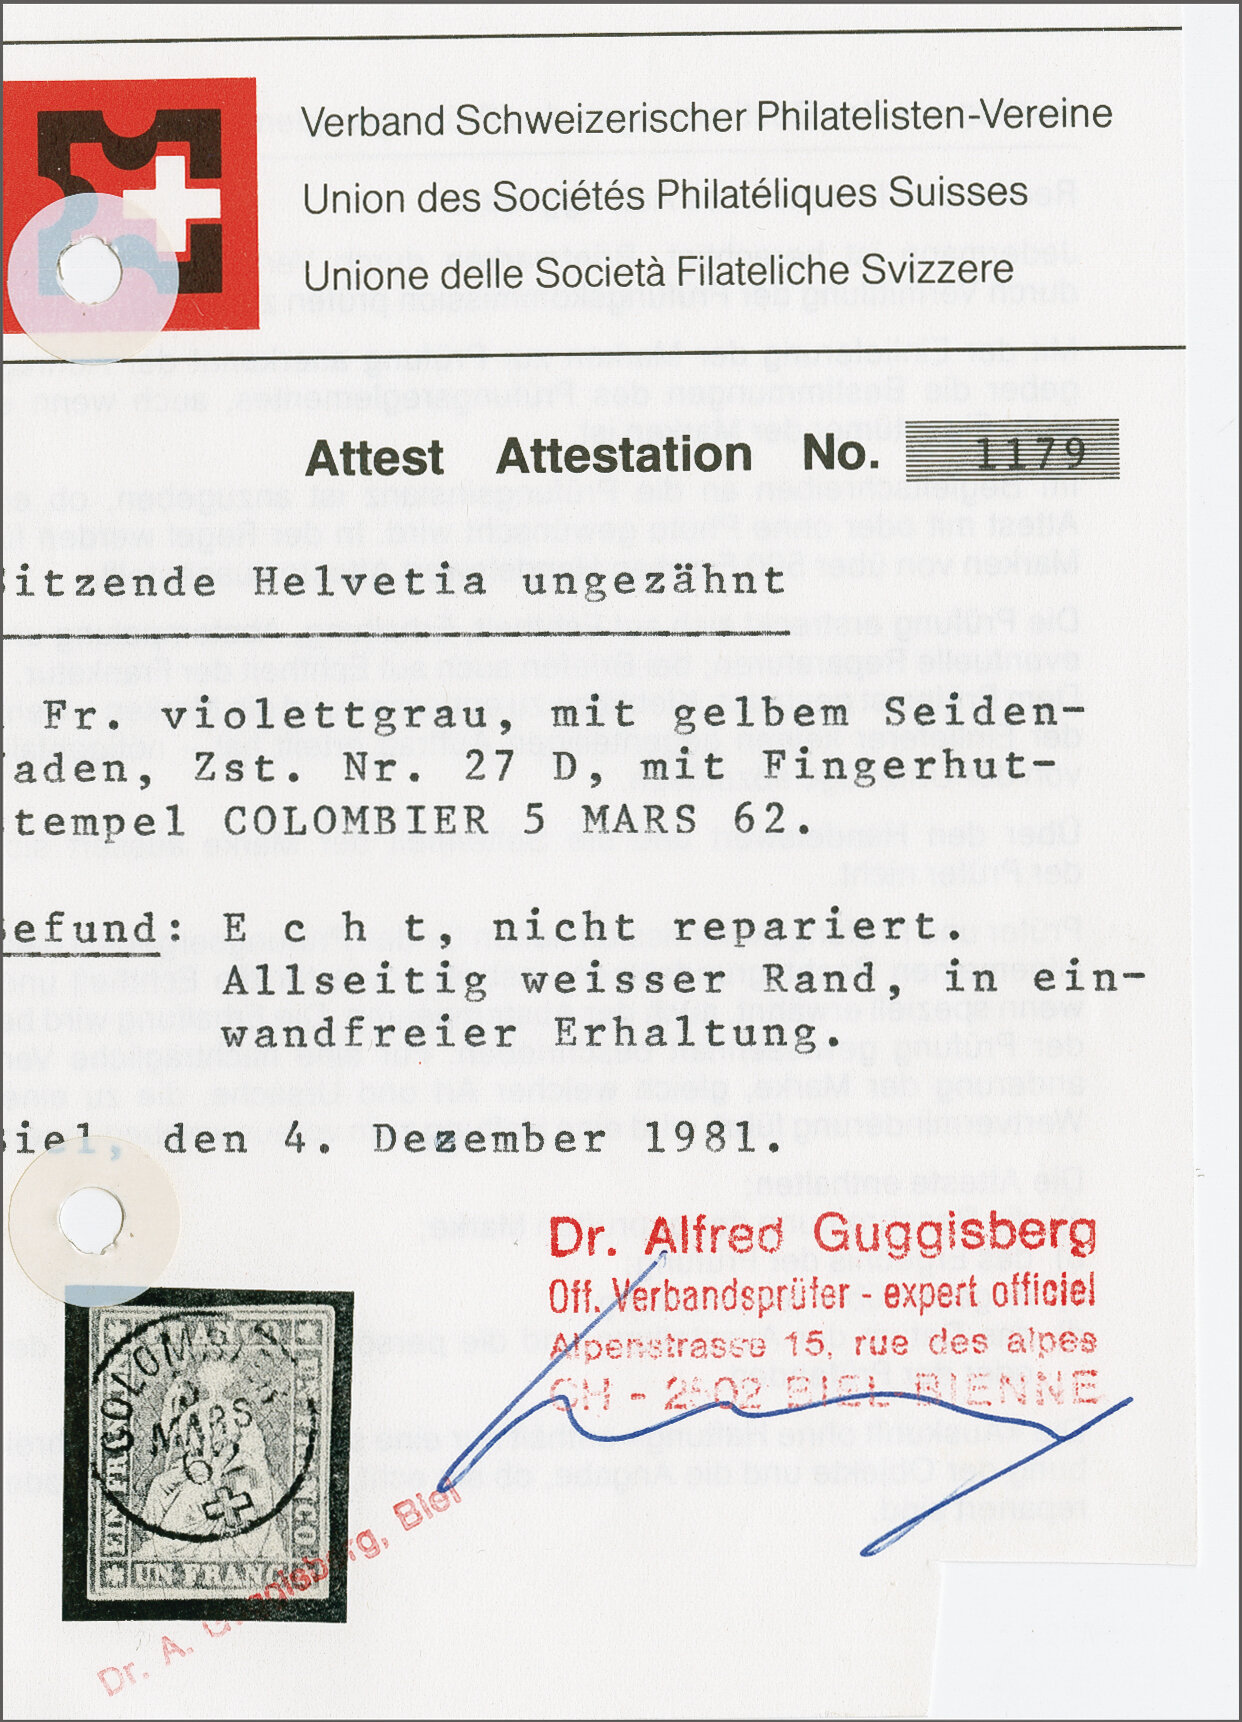 Verband Schweizerischer Philatelisten-Vereine
Union des Sociétés Philatéliques Suisses
Unione delle Società Filateliche Svizzere
Attest Attestation No. 1179
itzende Helvetia ungezähnt
Fr. violettgrau, mit gelbem Seiden-
aden, Zst. Nr. 27 D, mit Fingerhut-
tempel COLOMBIER 5 MARS 62.
efund: E c h t, nicht repariert.
Allseitig weisser Rand, in ein-
wandfreier Erhaltung.
iel, den 4. Dezember 1981.
Dr. Alfred Guggisberg
Off. Verbandsprüfer - expert officiel
Alpenstrasse 15, rue des alpes
CH - 2502 BIEL-BIENNE
5
MARS
62
UN FRANC
Dr. A. Guggisberg, Biel